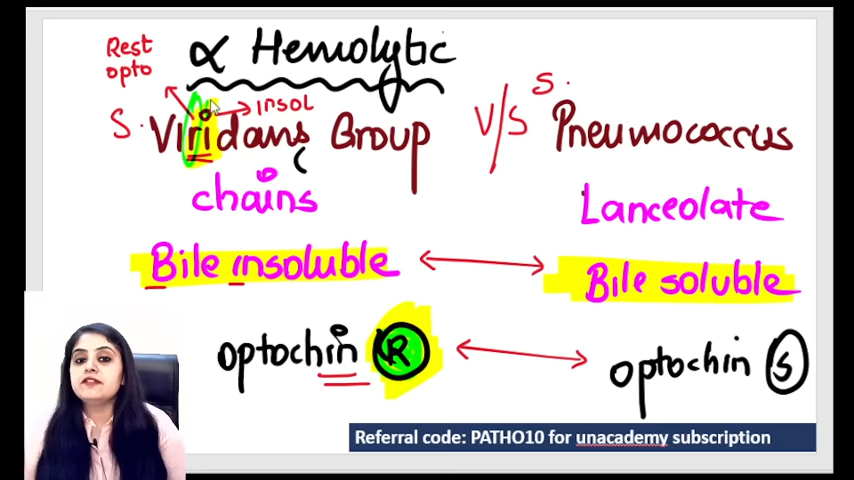 Rest
opto
α Hemolytic
insol
S. Viridans Group V/S S. Pneumococcus
chains
Lanceolate
Bile insoluble
Bile soluble
optochin R
optochin S
Referral code: PATHO10 for unacademy subscription